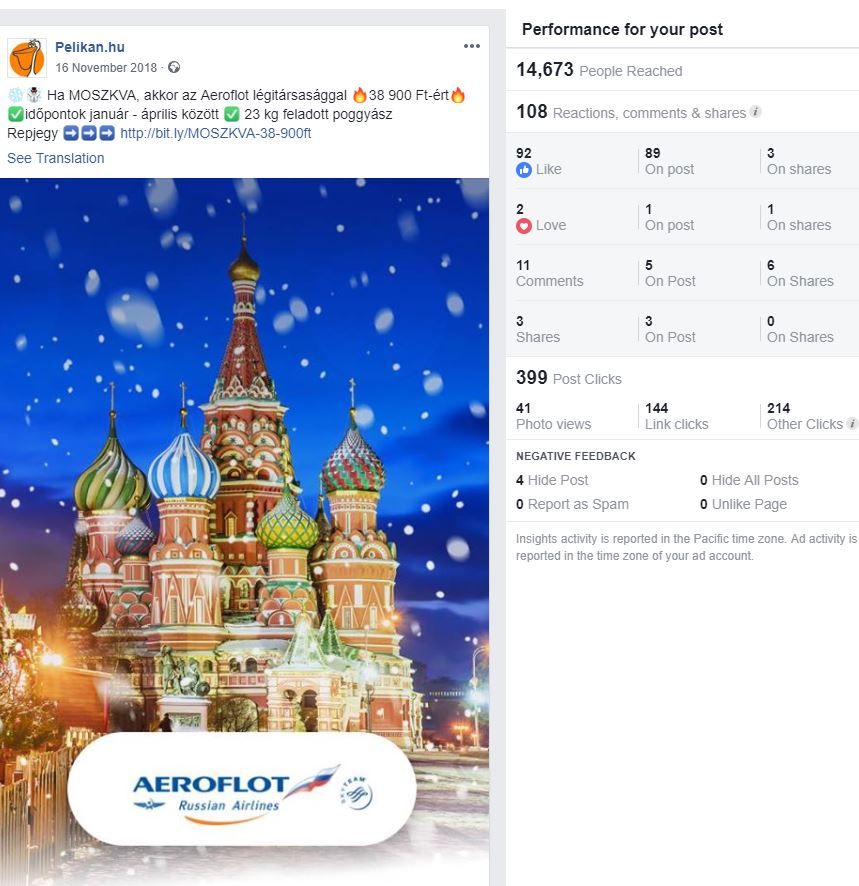 Pelikan.hu
16 November 2018 ·
Ha MOSZKVA, akkor az Aeroflot légitársasággal 🔥38 900 Ft-ért🔥
✅időpontok január - április között ✅ 23 kg feladott poggyász
Repjegy ➡️➡️➡️ http://bit.ly/MOSZKVA-38-900ft
See Translation
AEROFLOT
Russian Airlines
SKYTEAM
Performance for your post
14,673 People Reached
108 Reactions, comments & shares
92 89 3
Like On post On shares
2 1 1
Love On post On shares
11 5 6
Comments On Post On Shares
3 3 0
Shares On Post On Shares
399 Post Clicks
41 144 214
Photo views Link clicks Other Clicks
NEGATIVE FEEDBACK
4 Hide Post 0 Hide All Posts
0 Report as Spam 0 Unlike Page
Insights activity is reported in the Pacific time zone. Ad activity is
reported in the time zone of your ad account.